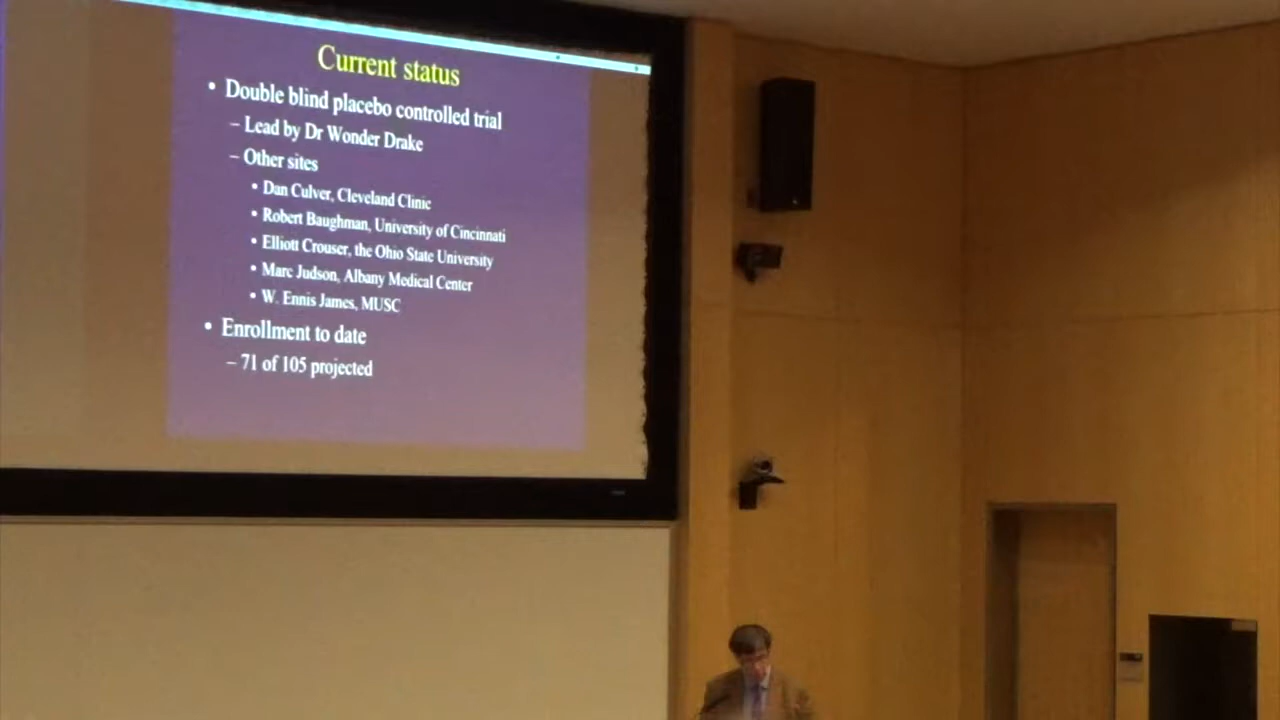 Current status
• Double blind placebo controlled trial
– Lead by Dr Wonder Drake
– Other sites
• Dan Culver, Cleveland Clinic
• Robert Baughman, University of Cincinnati
• Elliott Crouser, the Ohio State University
• Marc Judson, Albany Medical Center
• W. Ennis James, MUSC
• Enrollment to date
– 71 of 105 projected